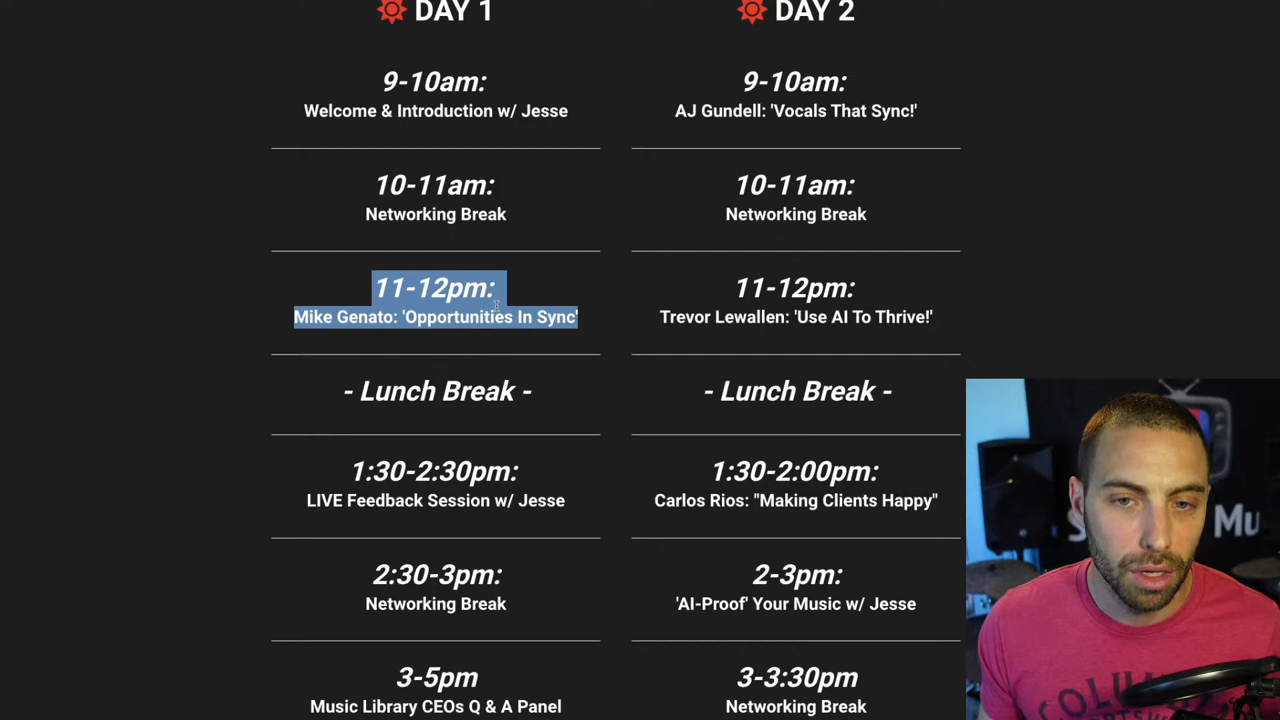 DAY 1
9-10am:
Welcome & Introduction w/ Jesse
10-11am:
Networking Break
11-12pm:
Mike Genato: 'Opportunities In Sync'
- Lunch Break -
1:30-2:30pm:
LIVE Feedback Session w/ Jesse
2:30-3pm:
Networking Break
3-5pm
Music Library CEOs Q & A Panel
DAY 2
9-10am:
AJ Gundell: 'Vocals That Sync!'
10-11am:
Networking Break
11-12pm:
Trevor Lewallen: 'Use AI To Thrive!'
- Lunch Break -
1:30-2:00pm:
Carlos Rios: "Making Clients Happy"
2-3pm:
'AI-Proof' Your Music w/ Jesse
3-3:30pm
Networking Break